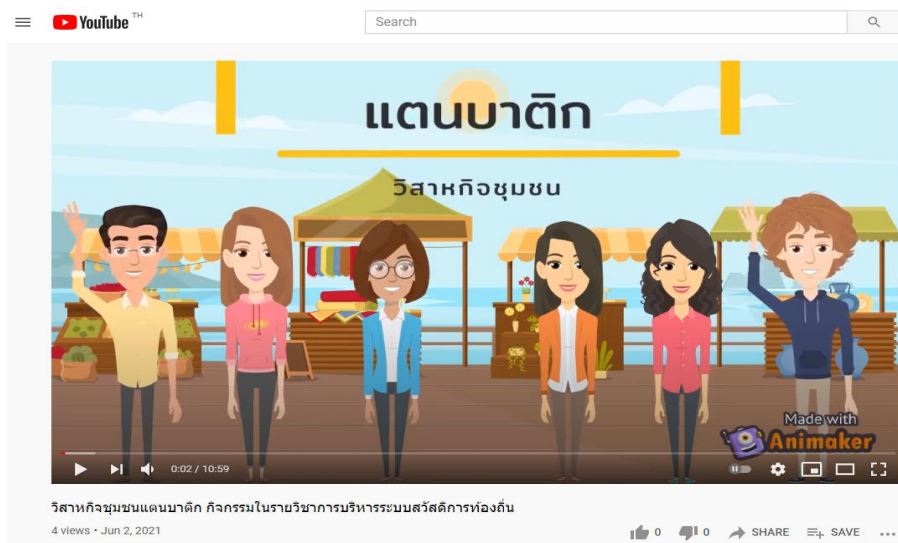 YouTube TH
Search
แตนบาติก
วิสาหกิจชุมชน
Made with
Animaker
0:02 / 10:59
วิสาหกิจชุมชนแตนบาติก กิจกรรมในรายวิชาการบริหารระบบสวัสดิการท้องถิ่น
4 views • Jun 2, 2021
0 0 SHARE SAVE